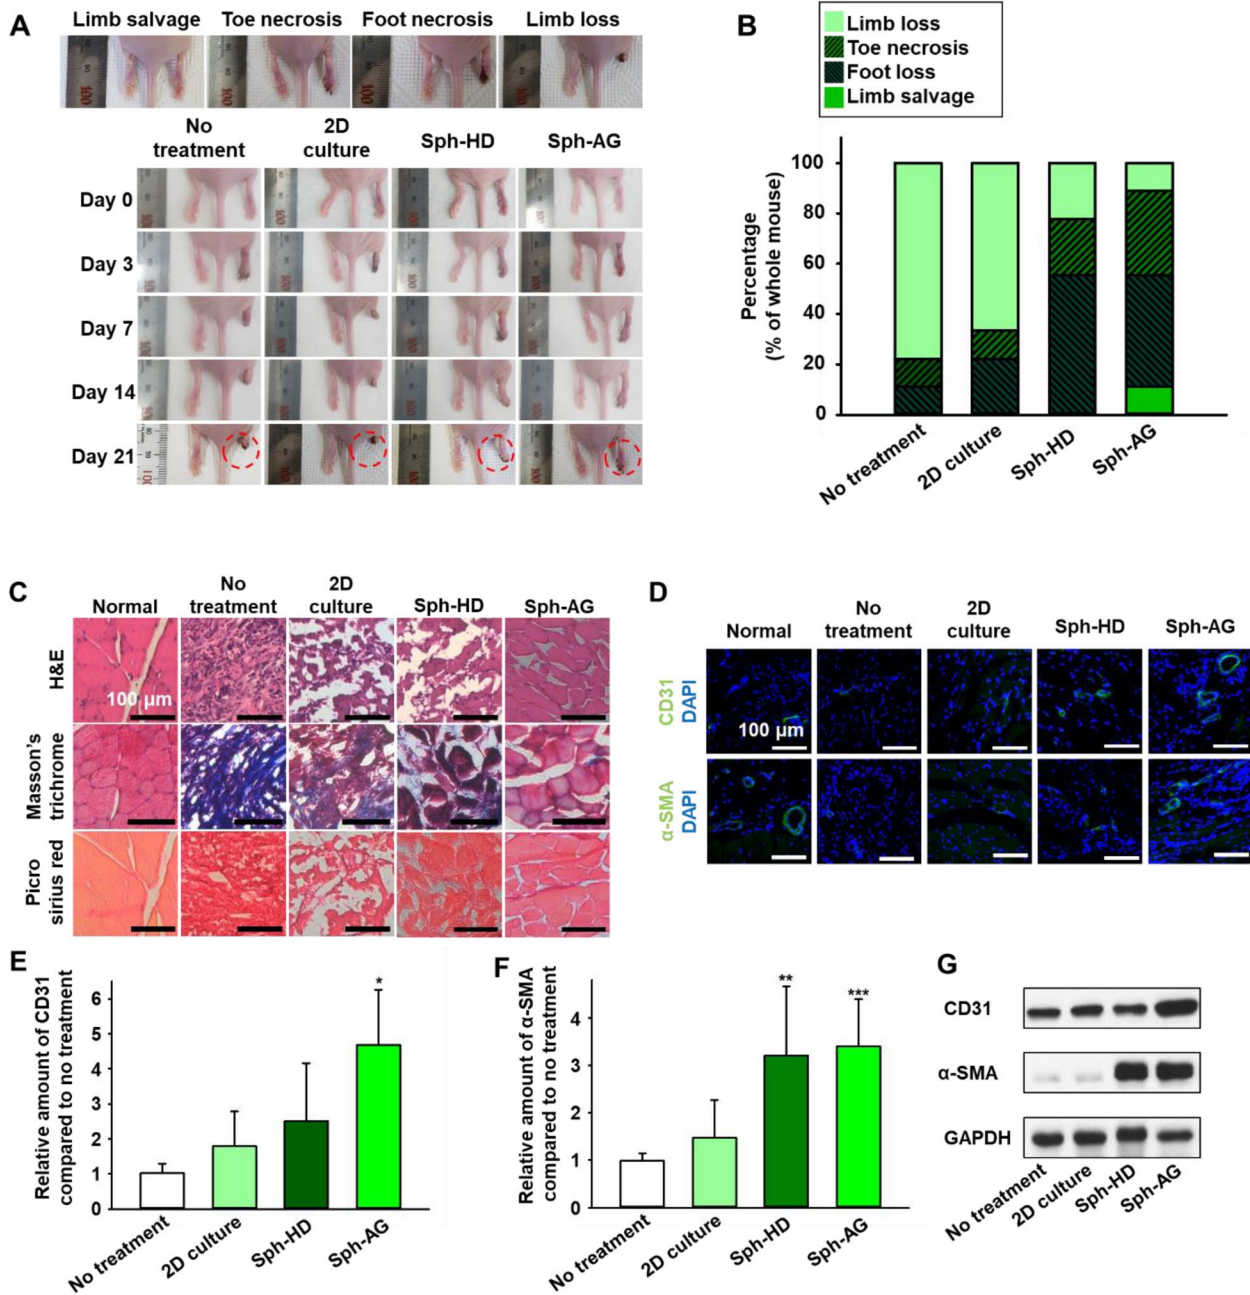 A
Limb salvage Toe necrosis Foot necrosis Limb loss
No
treatment
2D
culture
Sph-HD
Sph-AG
Day 0
Day 3
Day 7
Day 14
Day 21
B
Limb loss
Toe necrosis
Foot loss
Limb salvage
Percentage
(% of whole mouse)
100
80
60
40
20
0
No treatment
2D culture
Sph-HD
Sph-AG
C
Normal
No
treatment
2D
culture
Sph-HD
Sph-AG
H&E
100 μm
Masson's
trichrome
Picro
sirius red
D
Normal
No
treatment
2D
culture
Sph-HD
Sph-AG
CD31
DAPI
100 μm
α-SMA
DAPI
E
Relative amount of CD31
compared to no treatment
6
5
4
3
2
1
0
*
No treatment
2D culture
Sph-HD
Sph-AG
F
Relative amount of α-SMA
compared to no treatment
4
3
2
1
0
**
***
No treatment
2D culture
Sph-HD
Sph-AG
G
CD31
α-SMA
GAPDH
No treatment
2D culture
Sph-HD
Sph-AG